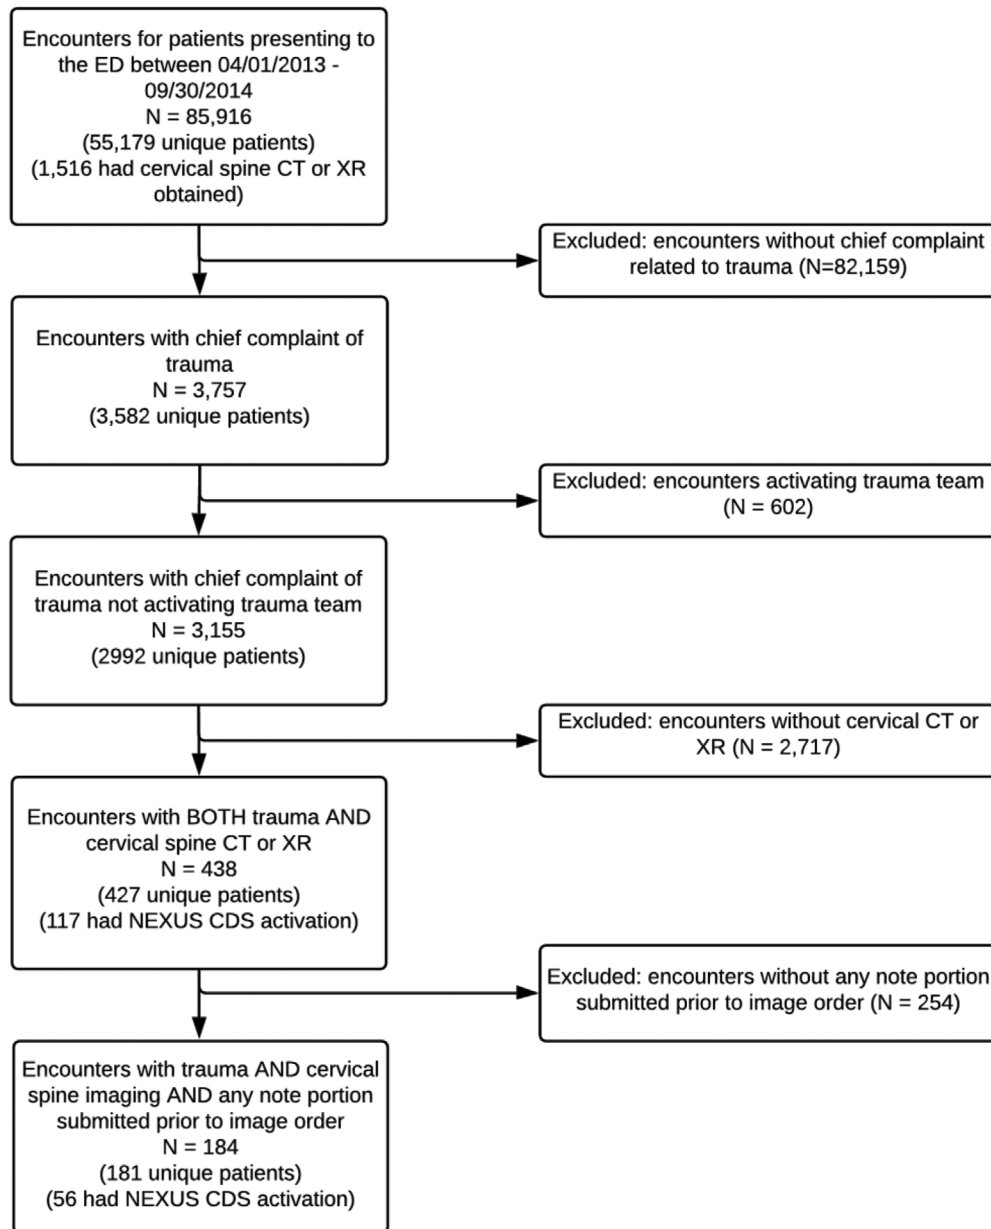 Encounters for patients presenting to
the ED between 04/01/2013 -
09/30/2014
N = 85,916
(55,179 unique patients)
(1,516 had cervical spine CT or XR
obtained)
Excluded: encounters without chief complaint
related to trauma (N=82,159)
Encounters with chief complaint of
trauma
N = 3,757
(3,582 unique patients)
Excluded: encounters activating trauma team
(N = 602)
Encounters with chief complaint of
trauma not activating trauma team
N = 3,155
(2992 unique patients)
Excluded: encounters without cervical CT or
XR (N = 2,717)
Encounters with BOTH trauma AND
cervical spine CT or XR
N = 438
(427 unique patients)
(117 had NEXUS CDS activation)
Excluded: encounters without any note portion
submitted prior to image order (N = 254)
Encounters with trauma AND cervical
spine imaging AND any note portion
submitted prior to image order
N = 184
(181 unique patients)
(56 had NEXUS CDS activation)